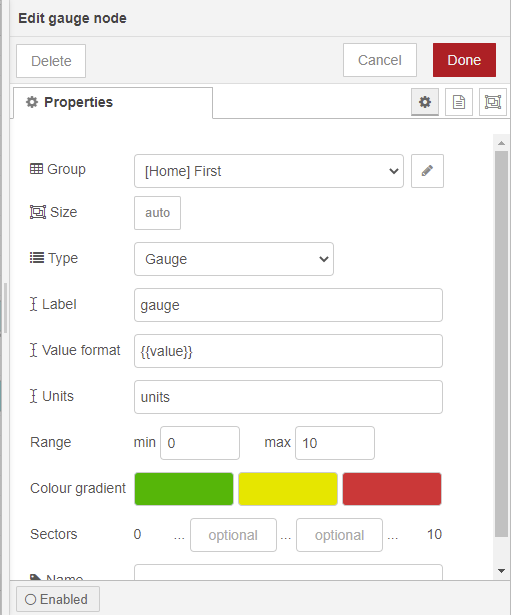 Edit gauge node
Delete Cancel Done
Properties
Group [Home] First
Size auto
Type Gauge
Label gauge
Value format {{value}}
Units units
Range min 0 max 10
Colour gradient
Sectors 0 ... optional ... optional ... 10
Name
Enabled